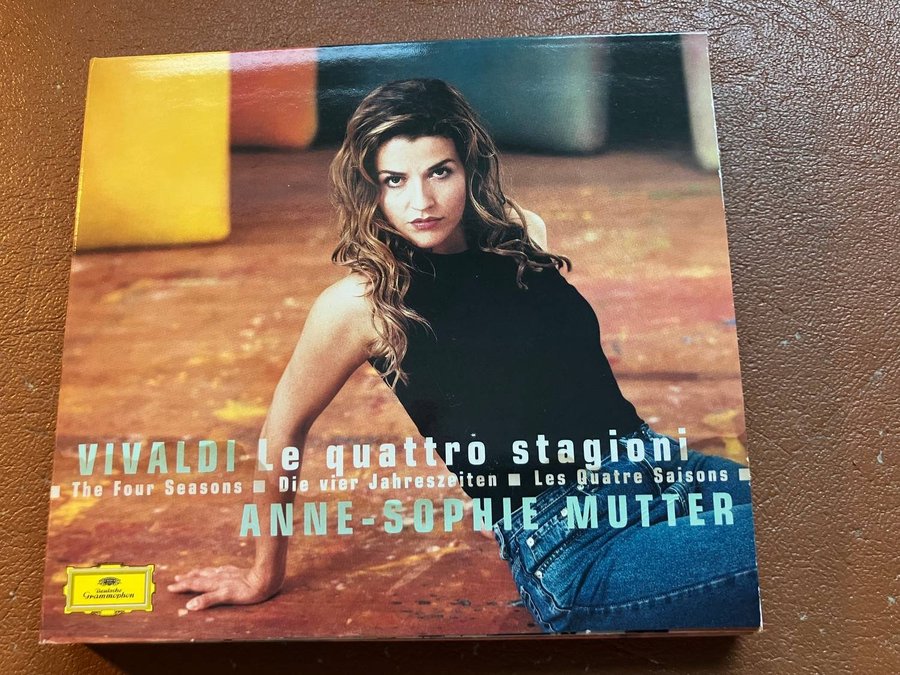 VIVALDI Le quattro stagioni
■ The Four Seasons ■ Die vier Jahreszeiten ■ Les Quatre Saisons ■
ANNE-SOPHIE MUTTER
Deutsche
Grammophon